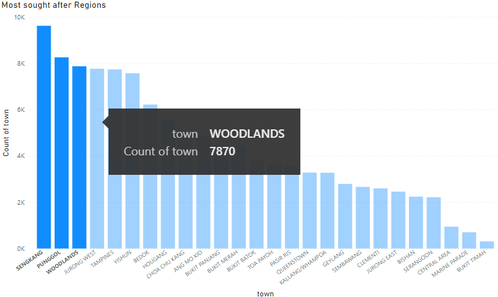 Most sought after Regions
Count of town
10K
8K
6K
4K
2K
0K
town WOODLANDS
Count of town 7870
SENGKANG
PUNGGOL
WOODLANDS
JURONG WEST
TAMPINES
YISHUN
BEDOK
HOUGANG
CHOA CHU KANG
ANG MO KIO
BUKIT PANJANG
BUKIT MERAH
BUKIT BATOK
TOA PAYOH
PASIR RIS
QUEENSTOWN
KALLANG/WHAMPOA
GEYLANG
SEMBAWANG
CLEMENTI
JURONG EAST
BISHAN
SERANGOON
CENTRAL AREA
MARINE PARADE
BUKIT TIMAH
town